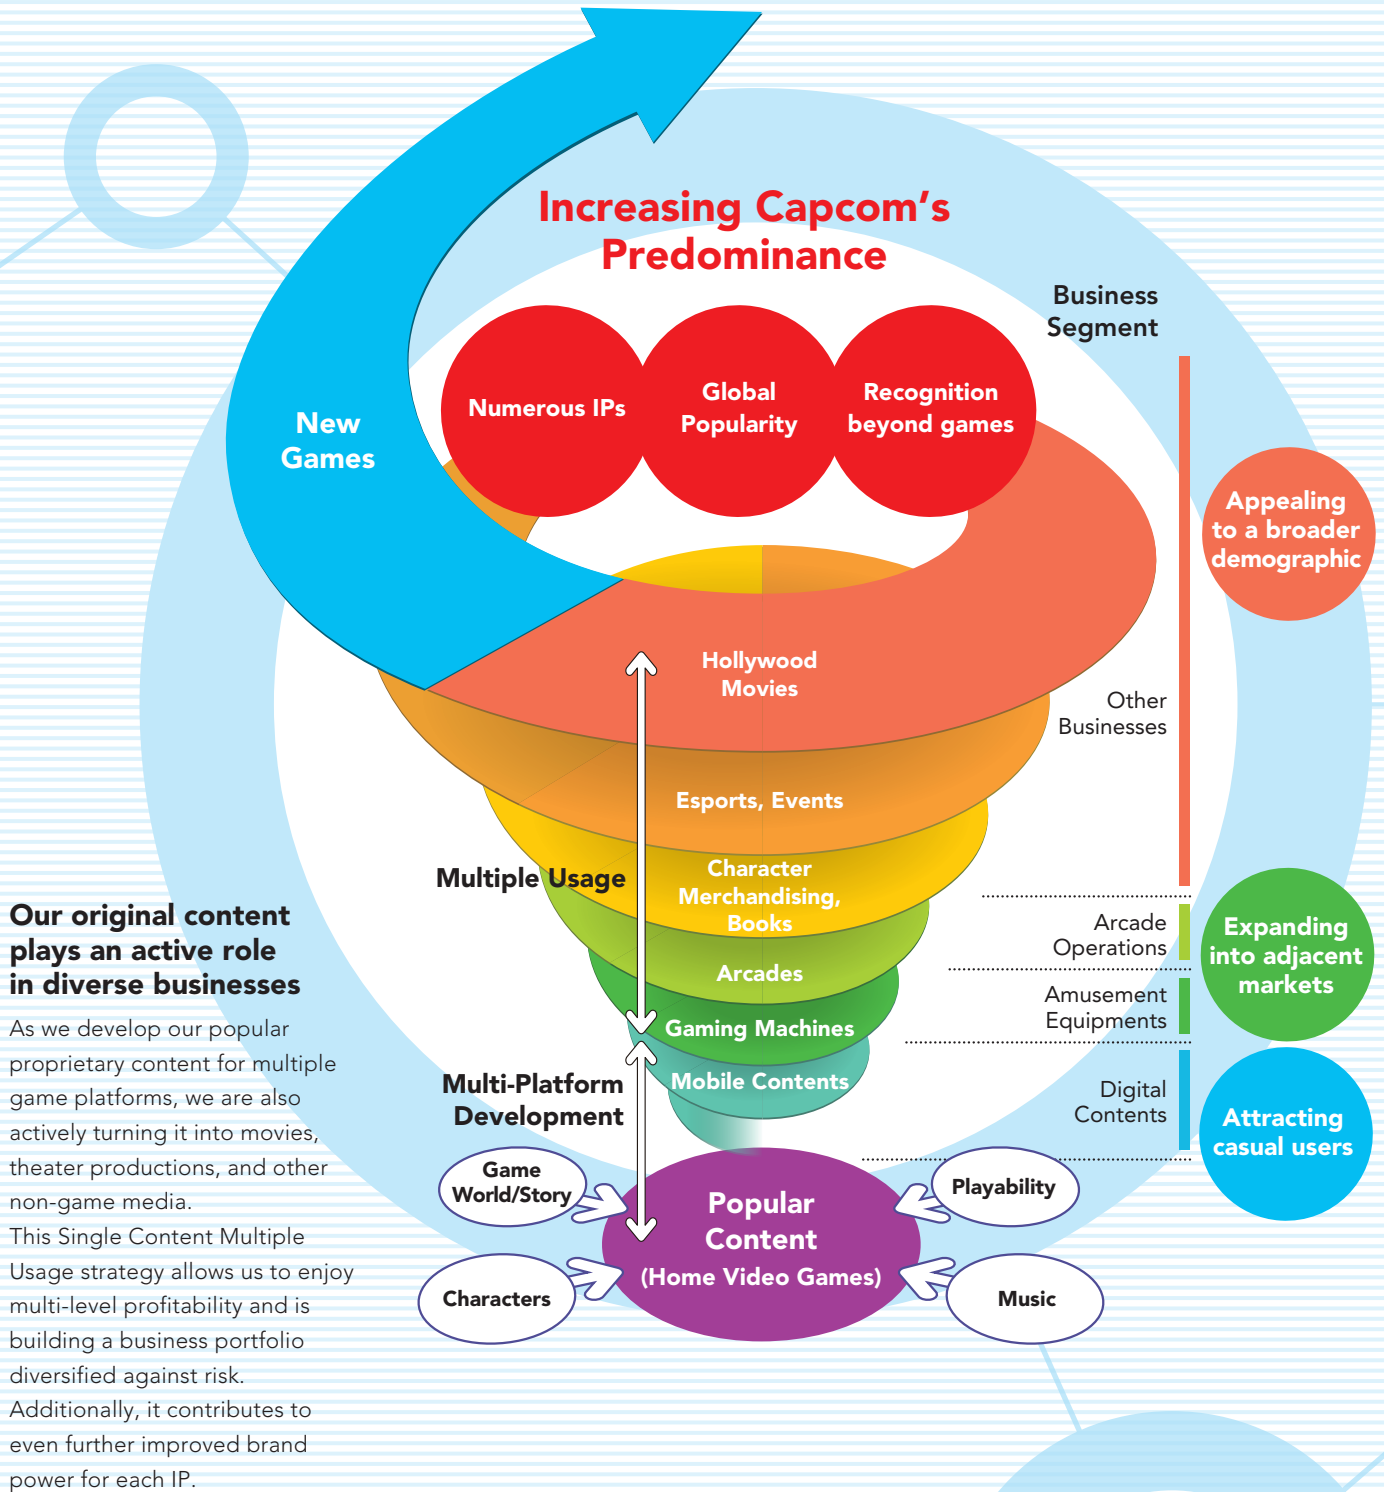 Increasing Capcom's
Predominance
Business
Segment
Numerous IPs
Global
Popularity
Recognition
beyond games
New
Games
Appealing
to a broader
demographic
Hollywood
Movies
Other
Businesses
Esports, Events
Multiple Usage
Character
Merchandising,
Books
Arcade
Operations
Expanding
into adjacent
markets
Arcades
Amusement
Equipments
Gaming Machines
Multi-Platform
Development
Mobile Contents
Digital
Contents
Attracting
casual users
Game
World/Story
Playability
Popular
Content
(Home Video Games)
Characters
Music
Our original content
plays an active role
in diverse businesses
As we develop our popular
proprietary content for multiple
game platforms, we are also
actively turning it into movies,
theater productions, and other
non-game media.
This Single Content Multiple
Usage strategy allows us to enjoy
multi-level profitability and is
building a business portfolio
diversified against risk.
Additionally, it contributes to
even further improved brand
power for each IP.